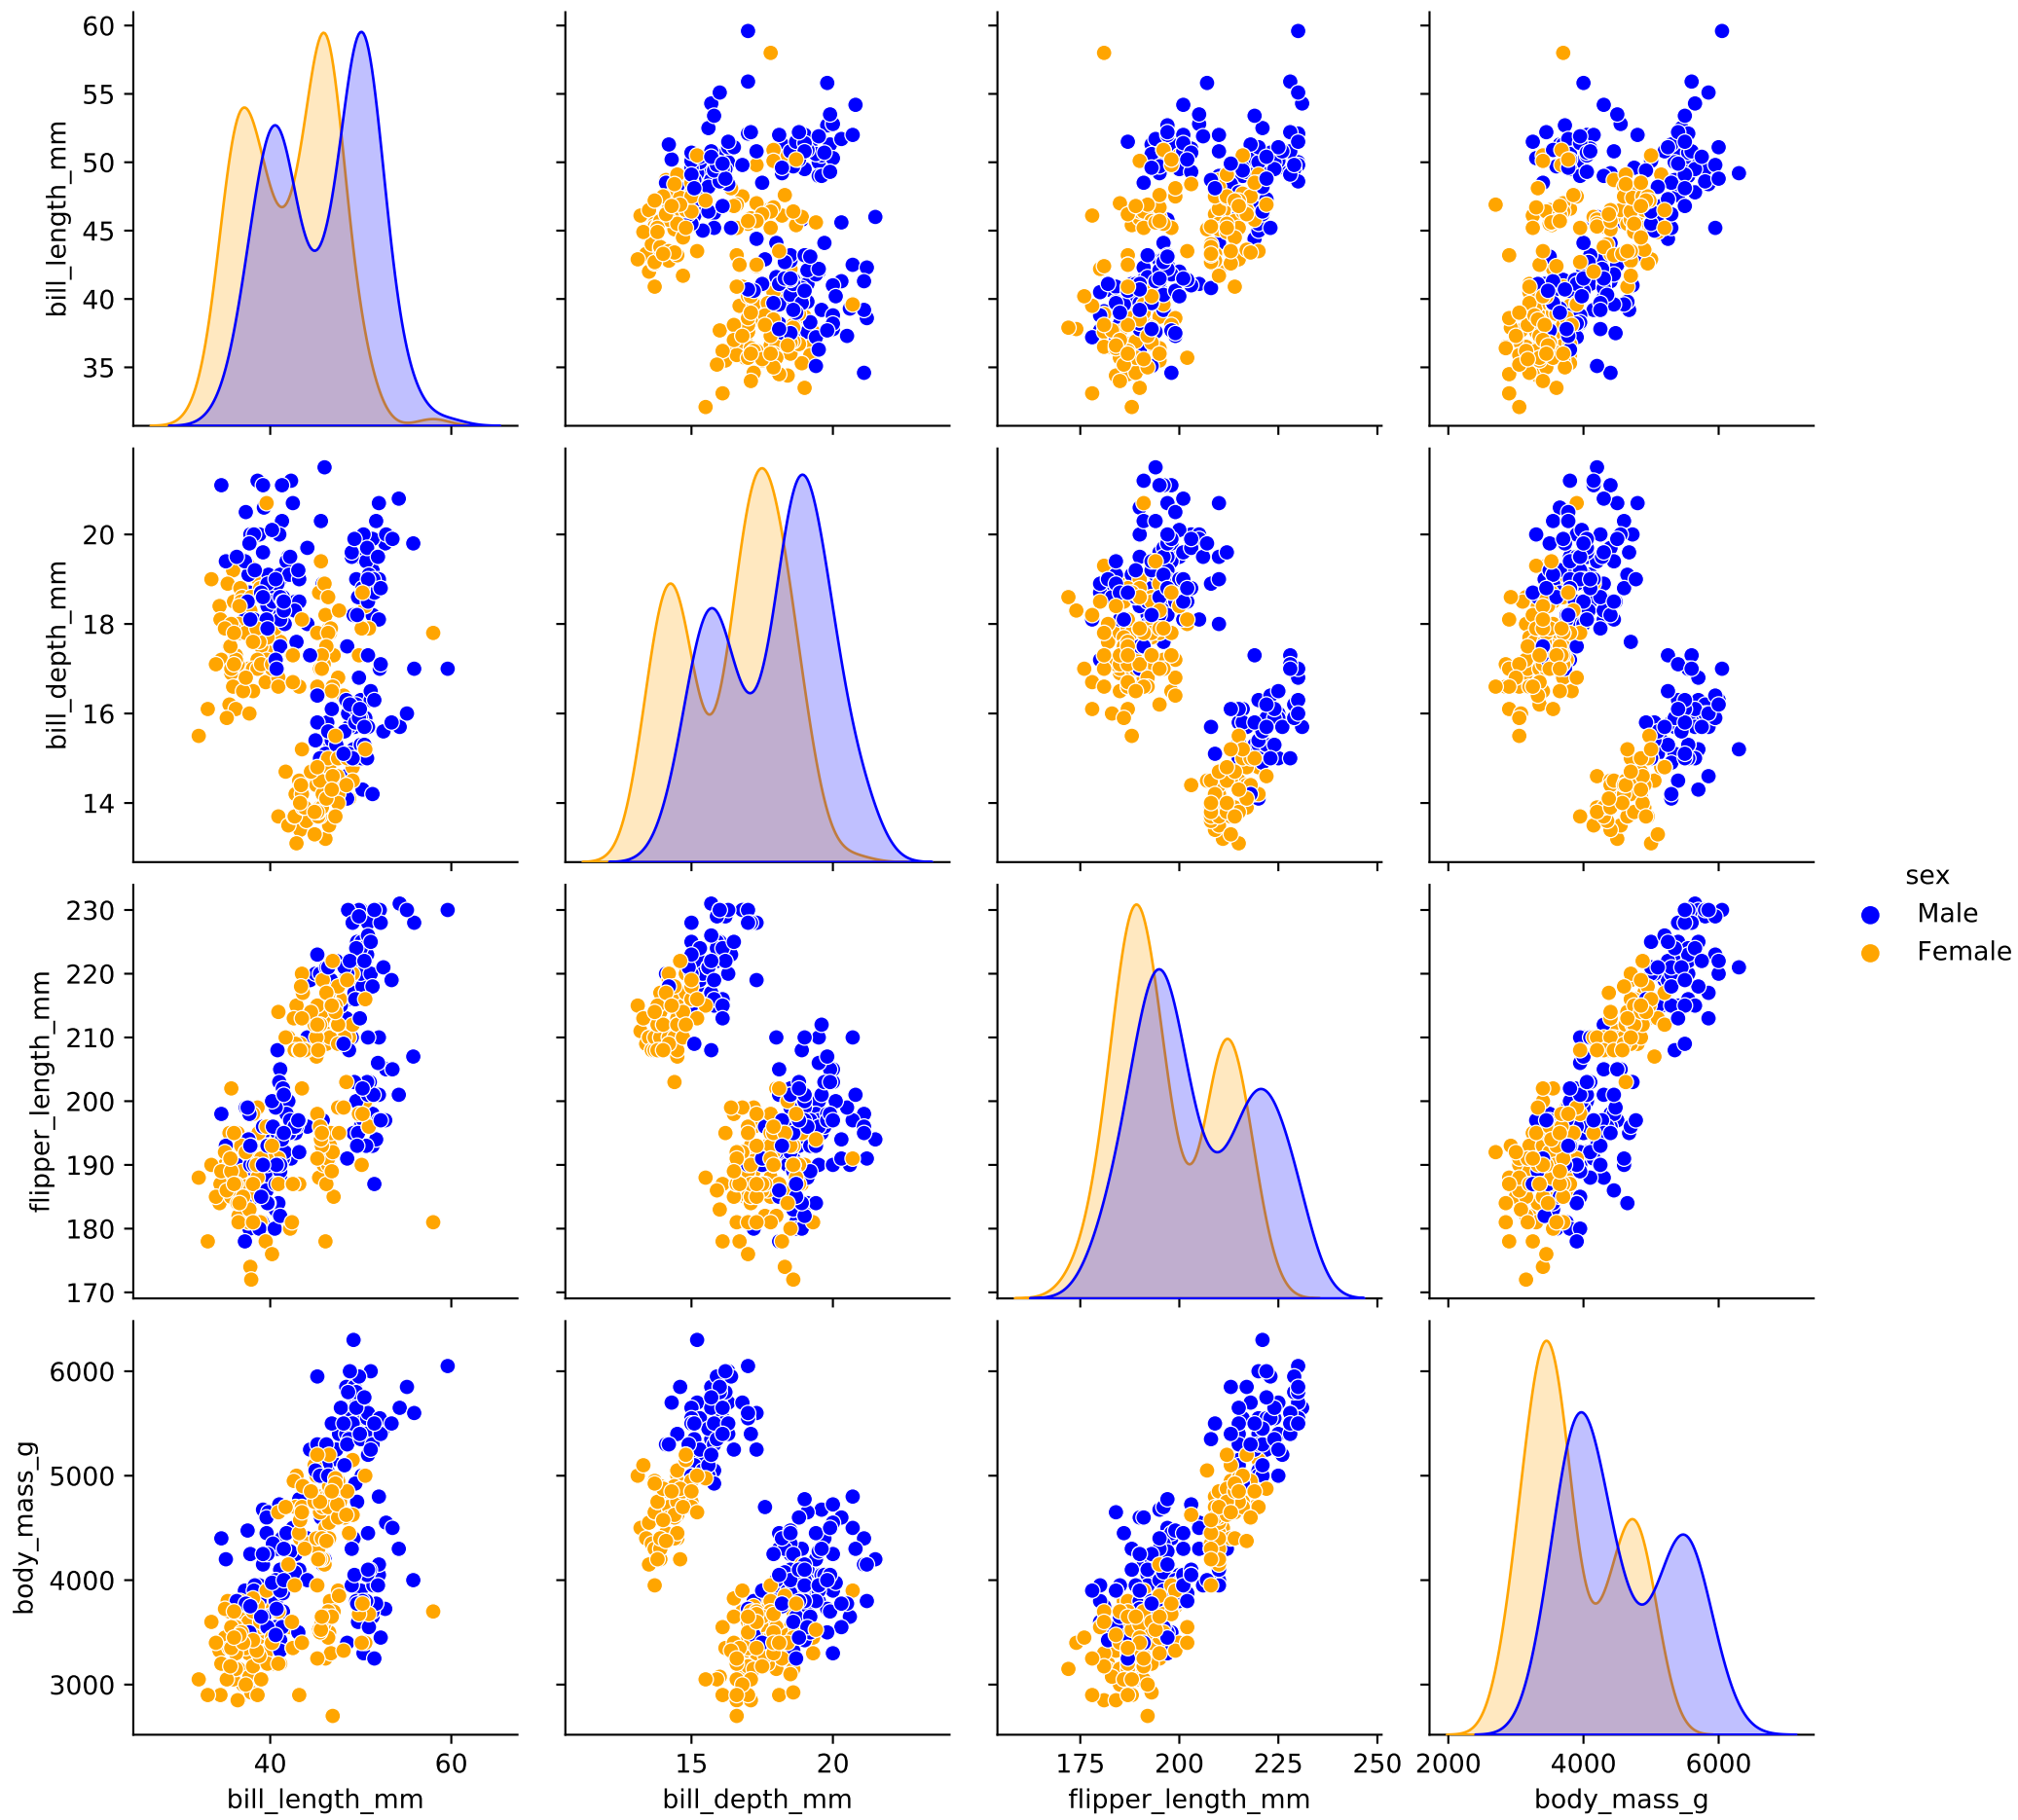 60
55
50
45
40
35
bill_length_mm
20
18
16
14
bill_depth_mm
230
220
210
200
190
180
170
flipper_length_mm
sex
Male
Female
6000
5000
4000
3000
body_mass_g
40 60
15 20
175 200 225 250
2000 4000 6000
bill_length_mm
bill_depth_mm
flipper_length_mm
body_mass_g